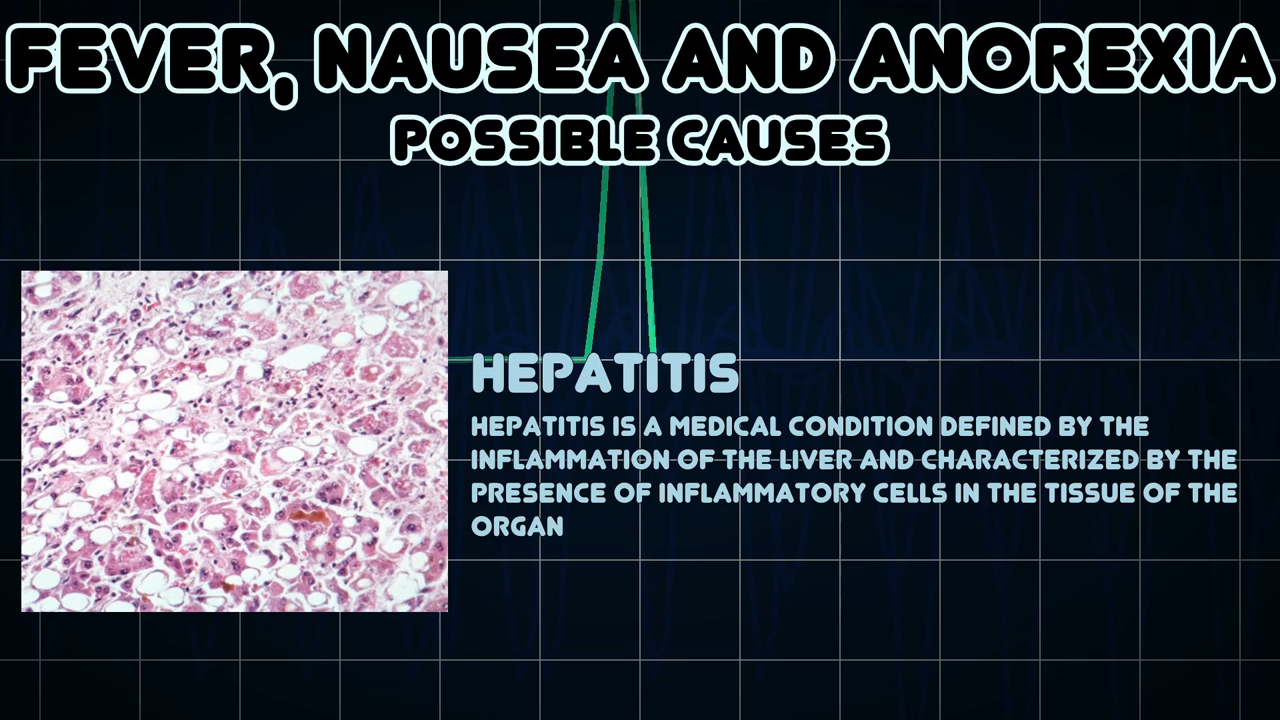 FEVER, NAUSEA AND ANOREXIA
POSSIBLE CAUSES
HEPATITIS
HEPATITIS IS A MEDICAL CONDITION DEFINED BY THE
INFLAMMATION OF THE LIVER AND CHARACTERIZED BY THE
PRESENCE OF INFLAMMATORY CELLS IN THE TISSUE OF THE
ORGAN